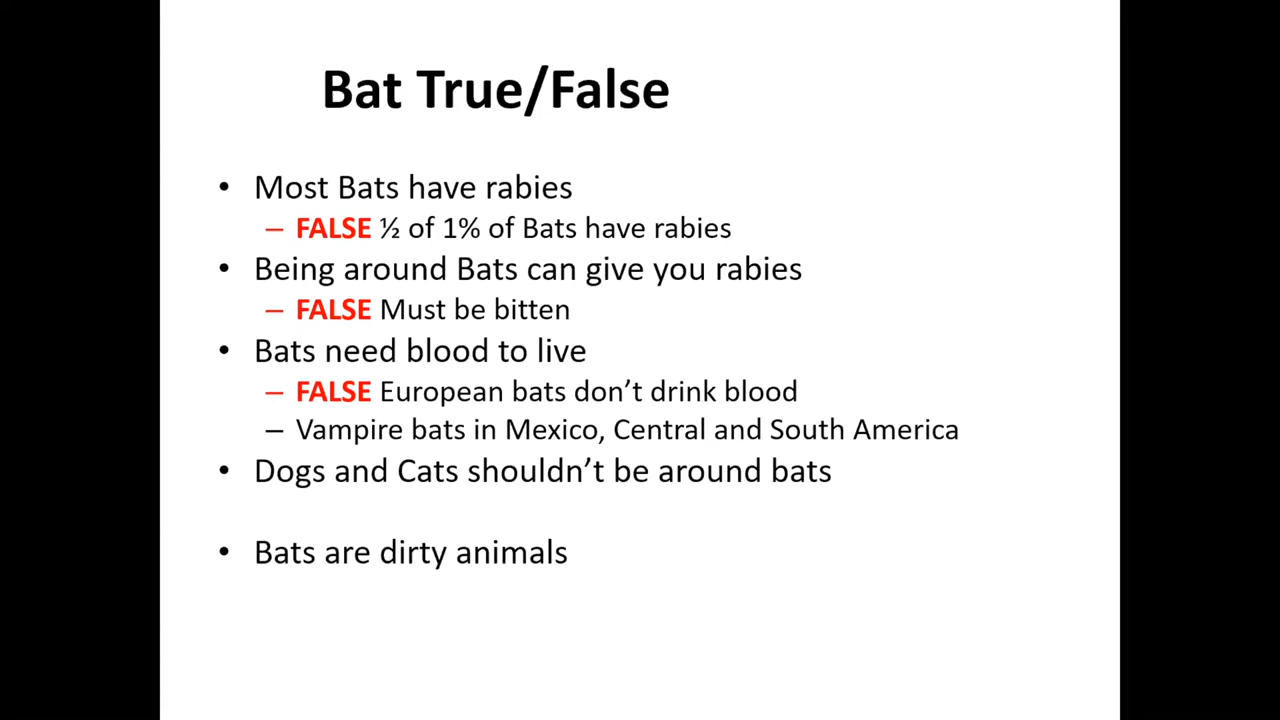 Bat True/False
• Most Bats have rabies
– FALSE ½ of 1% of Bats have rabies
• Being around Bats can give you rabies
– FALSE Must be bitten
• Bats need blood to live
– FALSE European bats don’t drink blood
– Vampire bats in Mexico, Central and South America
• Dogs and Cats shouldn’t be around bats
• Bats are dirty animals